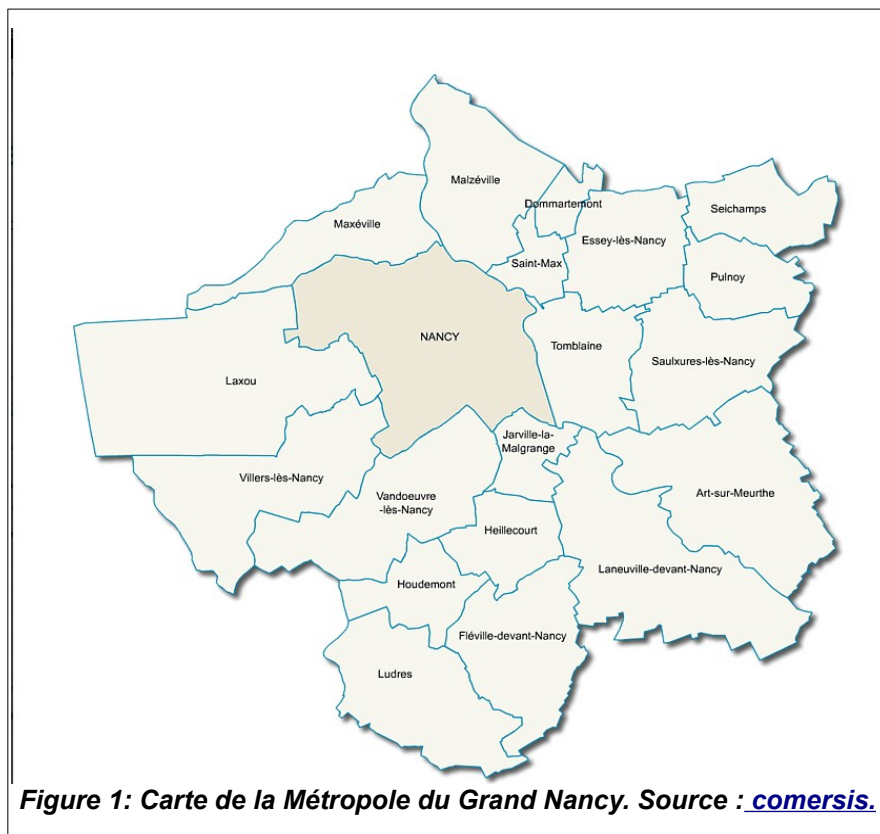 Malzéville
Dommartemont
Seichamps
Maxéville
Essey-lès-Nancy
Saint-Max
Pulnoy
NANCY
Tomblaine
Saulxures-lès-Nancy
Laxou
Jarville-la-
Malgrange
Villers-lès-Nancy
Vandoeuvre
-lès-Nancy
Art-sur-Meurthe
Heillecourt
Laneuville-devant-Nancy
Houdemont
Fléville-devant-Nancy
Ludres
Figure 1: Carte de la Métropole du Grand Nancy. Source : comersis.